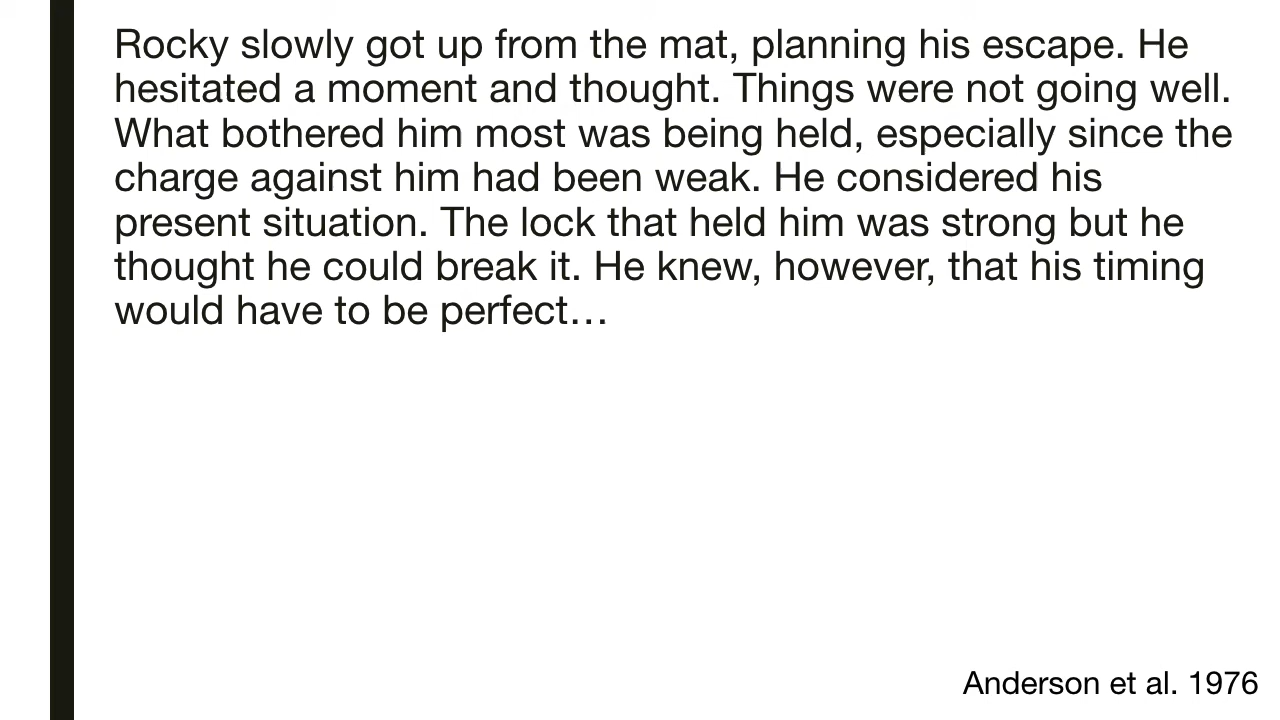 Rocky slowly got up from the mat, planning his escape. He
hesitated a moment and thought. Things were not going well.
What bothered him most was being held, especially since the
charge against him had been weak. He considered his
present situation. The lock that held him was strong but he
thought he could break it. He knew, however, that his timing
would have to be perfect…
Anderson et al. 1976